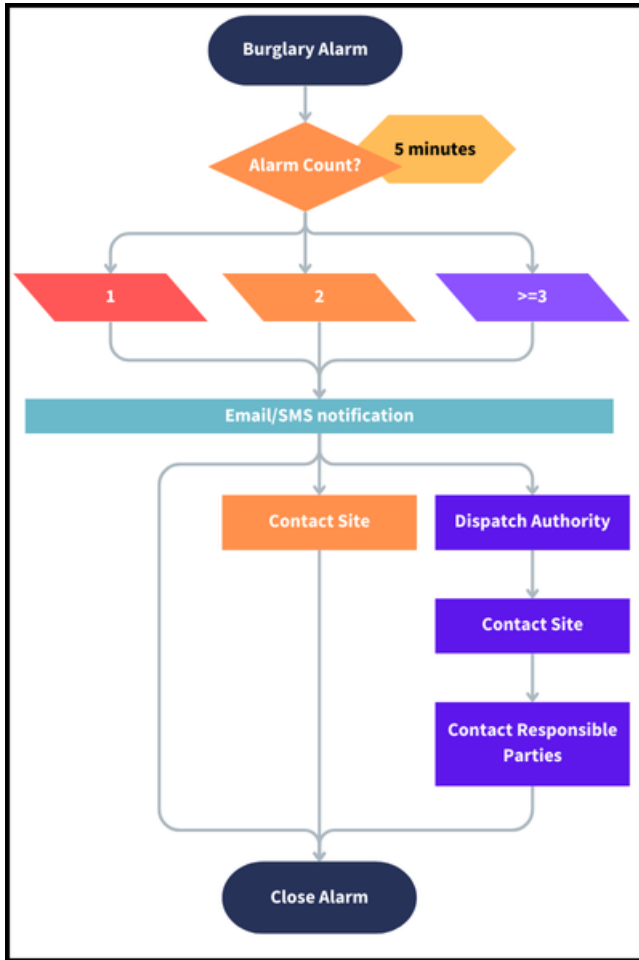 Burglary Alarm
Alarm Count?
5 minutes
1
2
>=3
Email/SMS notification
Contact Site
Dispatch Authority
Contact Site
Contact Responsible
Parties
Close Alarm